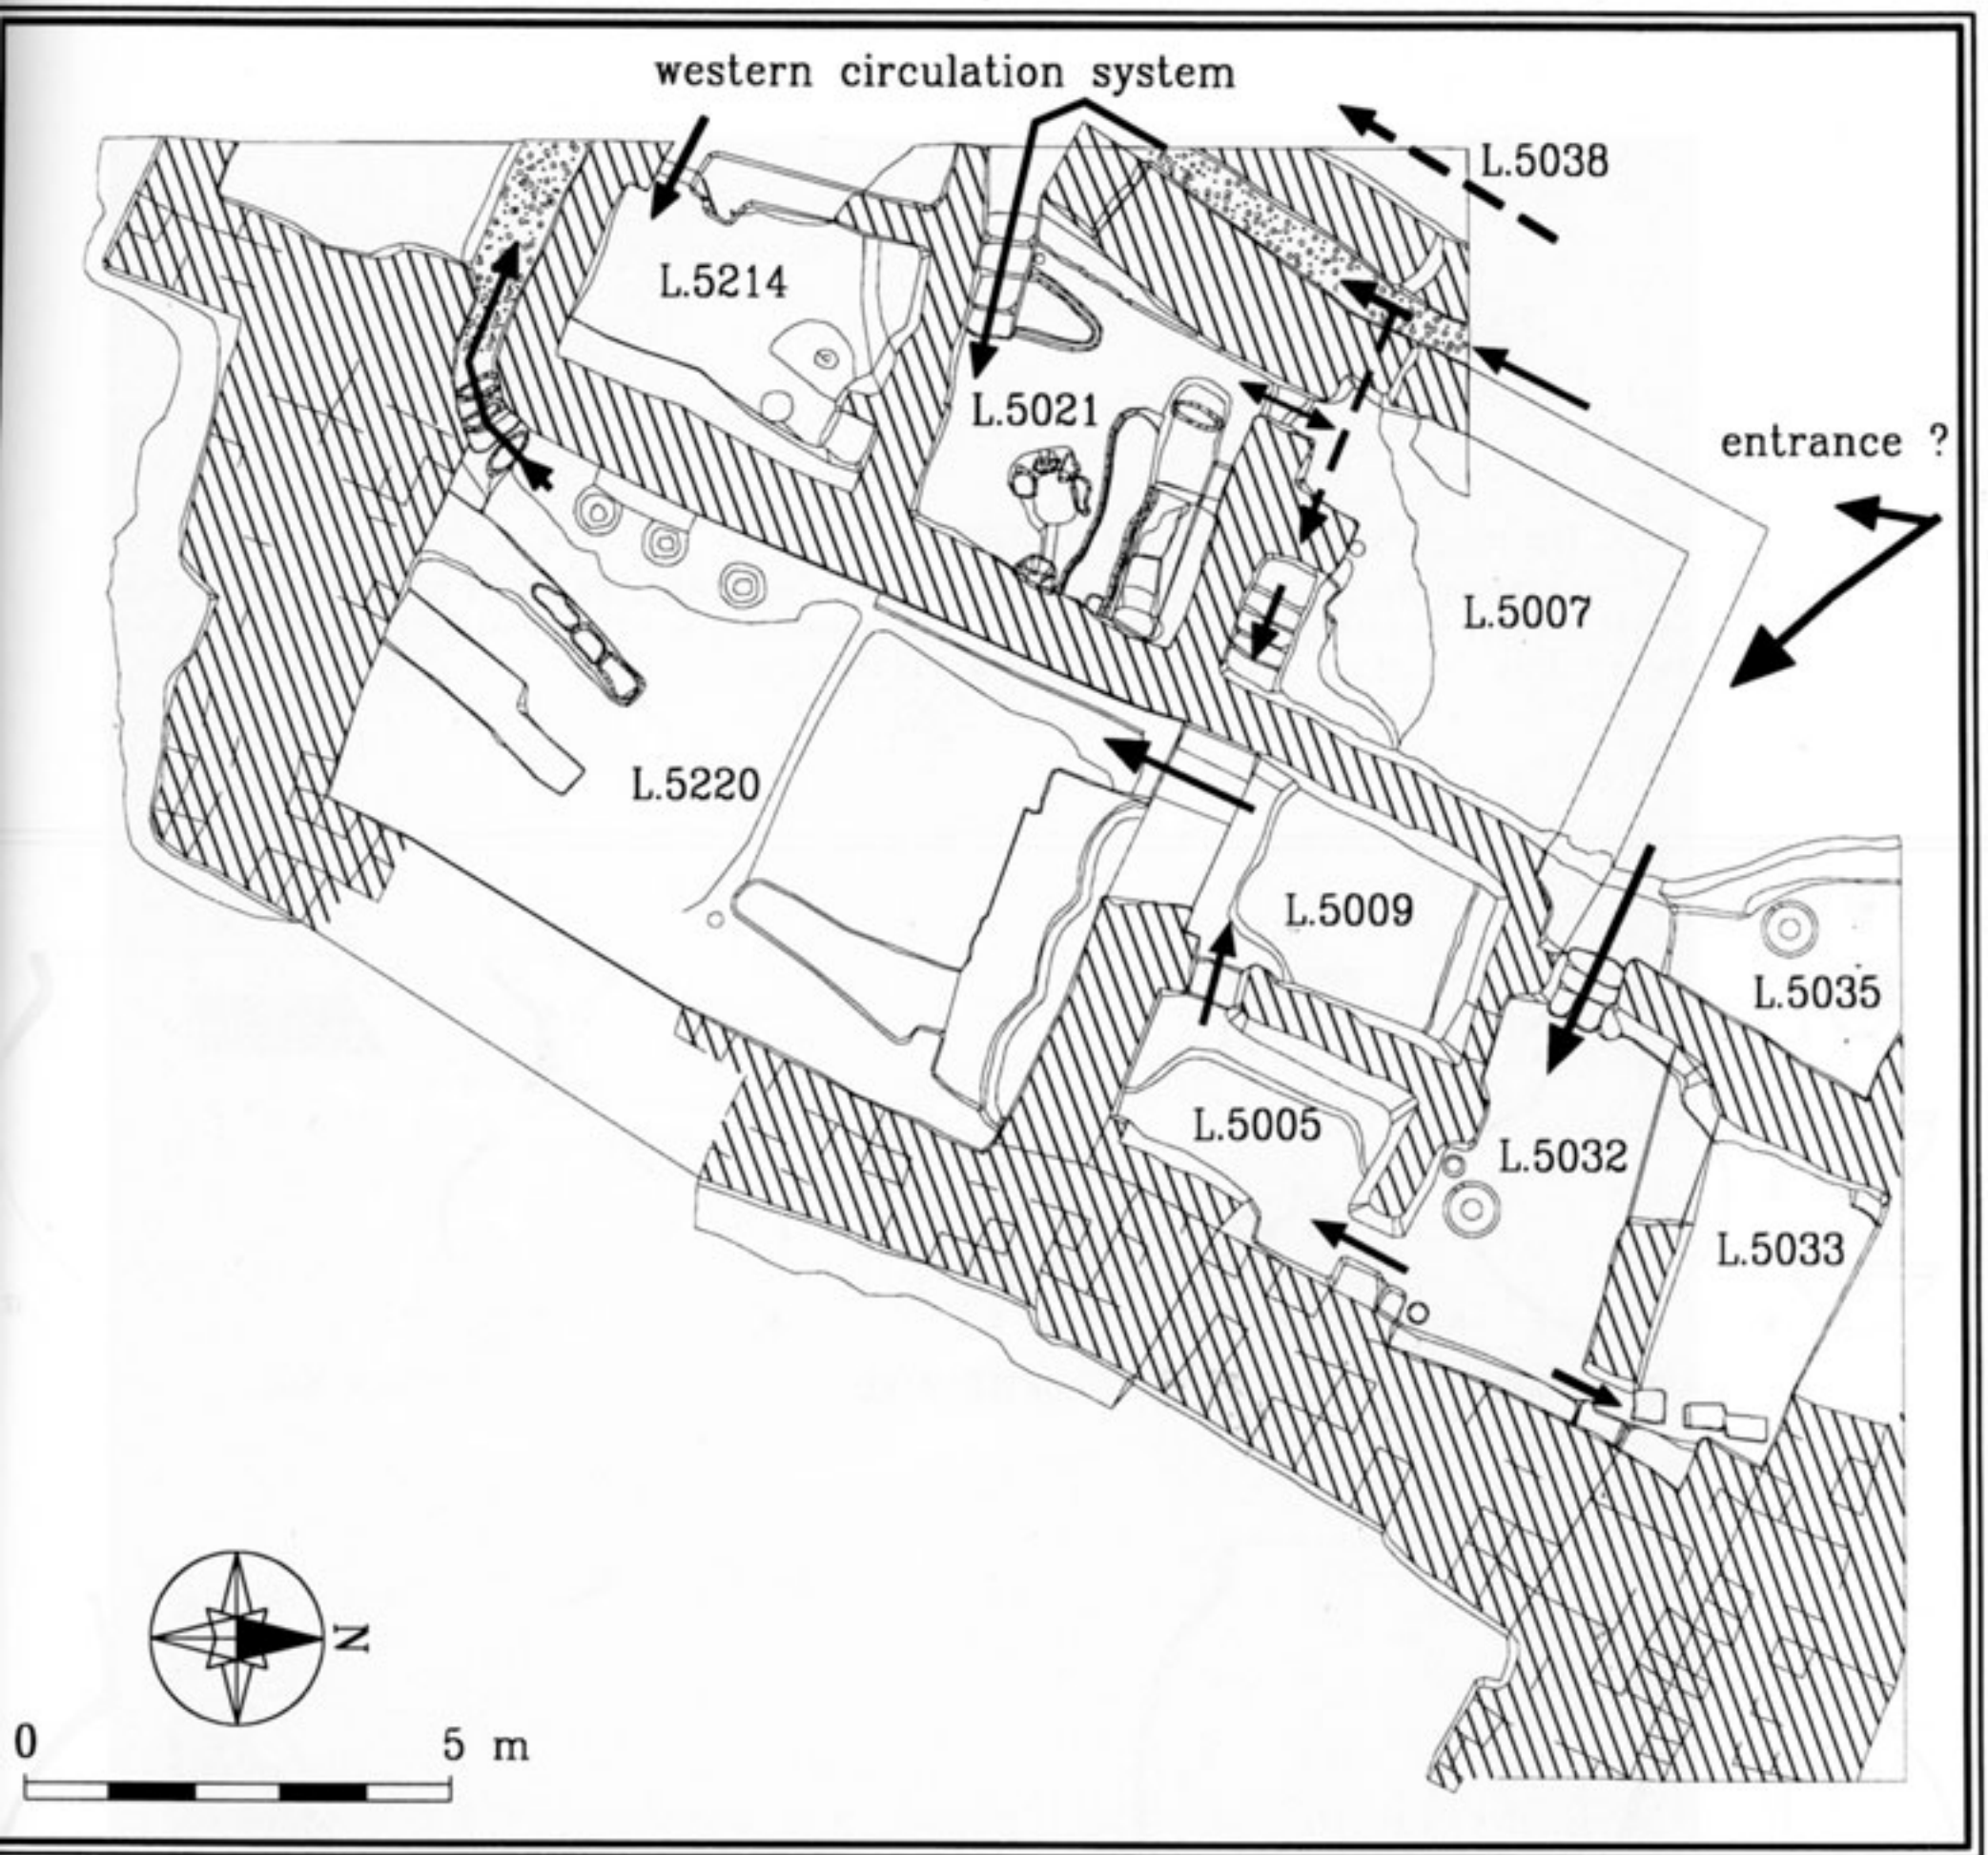 western circulation system
L.5038
L.5214
L.5021
entrance ?
L.5007
L.5220
L.5009
L.5035
L.5005
L.5032
L.5033
N
0 5 m